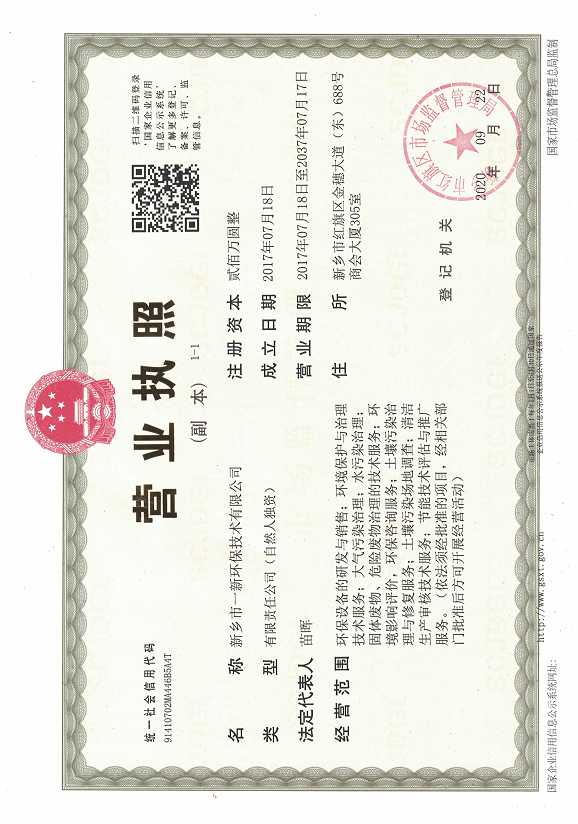 统一社会信用代码
91410702MA446B5A4T
营业执照
(副 本) 1-1
扫描二维码登录
‘国家企业信用
信息公示系统’
了解更多登记、
备案、许可、监
管信息。
名 称 新乡市一新环保技术有限公司
类 型 有限责任公司（自然人独资）
法定代表人 苗晖
经营范围 环保设备的研发与销售；环境保护与治理
技术服务；大气污染治理；水污染治理；
固体废物、危险废物治理的技术服务；环
境影响评价，环保咨询服务；土壤污染治
理与修复服务；土壤污染场地调查；清洁
生产审核技术服务；节能技术评估与推广
服务。（依法须经批准的项目，经相关部
门批准后方可开展经营活动）
注册资本 贰佰万圆整
成立日期 2017年07月18日
营业期限 2017年07月18日至2037年07月17日
住 所 新乡市红旗区金穗大道（东）688号
商会大厦305室
登记机关
市红旗区市场监督管理局
2020 年 09 月 22 日
国家企业信用信息公示系统网址:
http://www.gsxt.gov.cn
国家市场监督管理总局监制